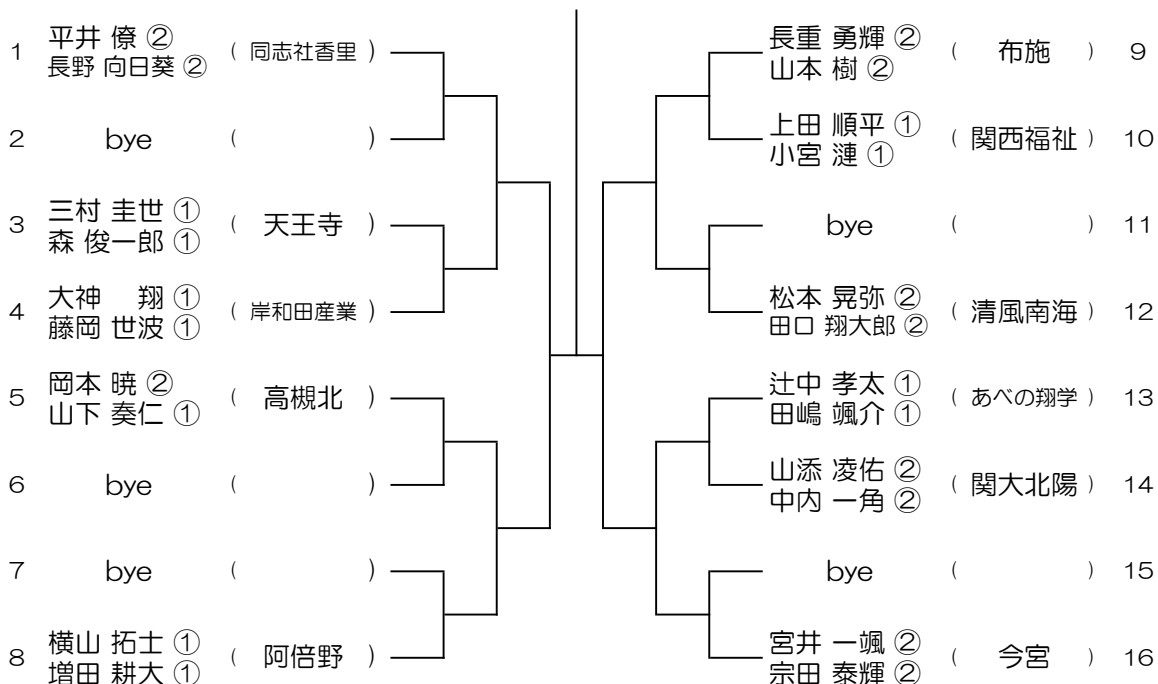 1 平井 僚 ② ( 同志社香里 )
長野 向日葵 ②
2 bye ( )
3 三村 圭世 ① ( 天王寺 )
森 俊一郎 ①
4 大神 翔 ① ( 岸和田産業 )
藤岡 世波 ①
5 岡本 暁 ② ( 高槻北 )
山下 奏仁 ①
6 bye ( )
7 bye ( )
8 横山 拓士 ① ( 阿倍野 )
増田 耕大 ①
長重 勇輝 ② ( 布施 ) 9
山本 樹 ②
上田 順平 ① ( 関西福祉 ) 10
小宮 漣 ①
bye ( ) 11
松本 晃弥 ② ( 清風南海 ) 12
田口 翔大郎 ②
辻中 孝太 ① ( あべの翔学 ) 13
田嶋 颯介 ①
山添 凌佑 ② ( 関大北陽 ) 14
中内 一角 ②
bye ( ) 15
宮井 一颯 ② ( 今宮 ) 16
宗田 泰輝 ②